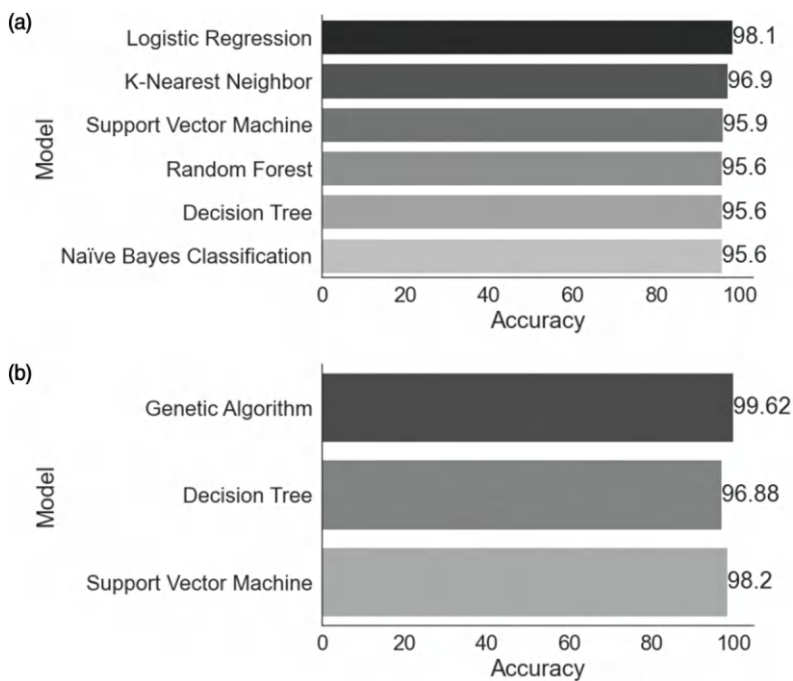 (a)
Model
Logistic Regression 98.1
K-Nearest Neighbor 96.9
Support Vector Machine 95.9
Random Forest 95.6
Decision Tree 95.6
Naïve Bayes Classification 95.6
0 20 40 60 80 100
Accuracy
(b)
Model
Genetic Algorithm 99.62
Decision Tree 96.88
Support Vector Machine 98.2
0 20 40 60 80 100
Accuracy